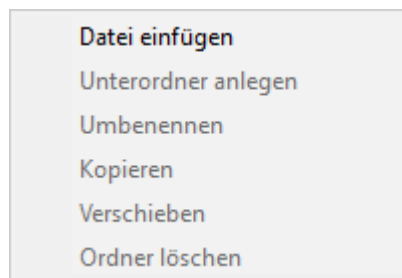 Datei einfügen
Unterordner anlegen
Umbenennen
Kopieren
Verschieben
Ordner löschen